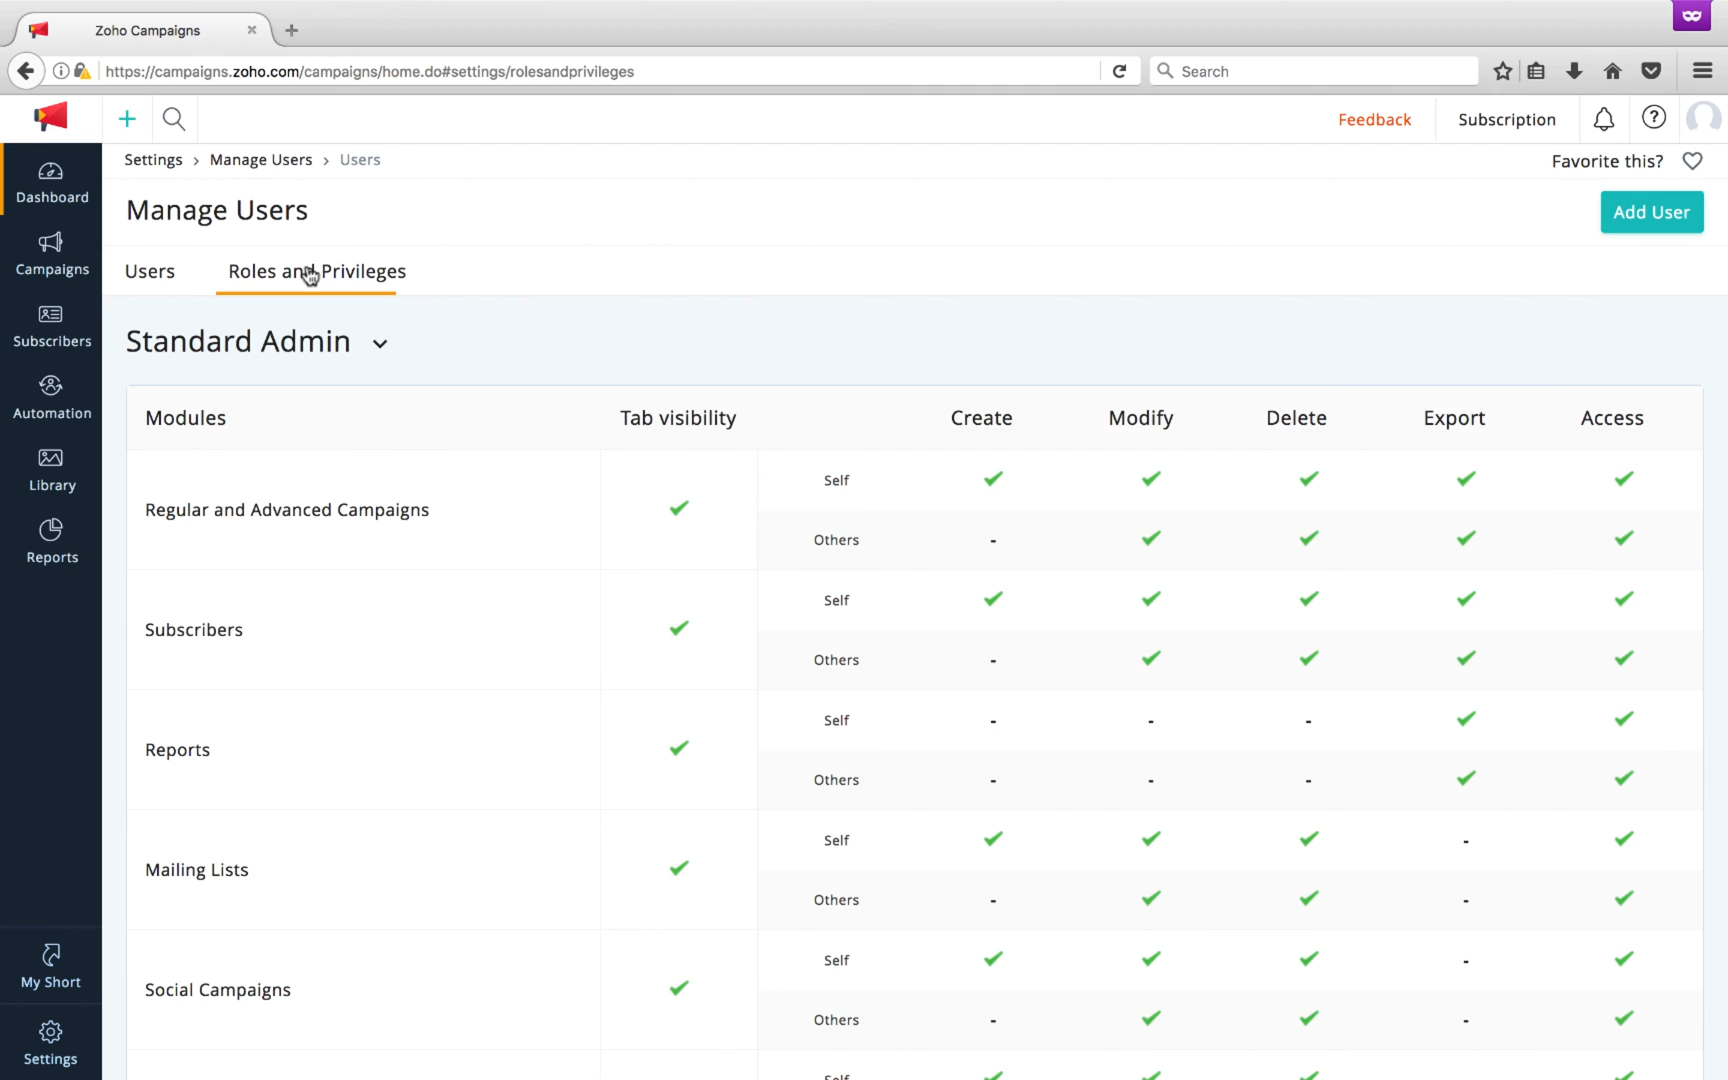 Zoho Campaigns
https://campaigns.zoho.com/campaigns/home.do#settings/rolesandprivileges
Search
Feedback
Subscription
Settings > Manage Users > Users
Favorite this?
Dashboard
Campaigns
Subscribers
Automation
Library
Reports
My Short
Settings
Manage Users
Add User
Users
Roles and Privileges
Standard Admin
Modules Tab visibility Create Modify Delete Export Access
Regular and Advanced Campaigns
Self
Others -
Subscribers
Self
Others -
Reports
Self - - -
Others - - -
Mailing Lists
Self -
Others - -
Social Campaigns
Self -
Others - -
Self